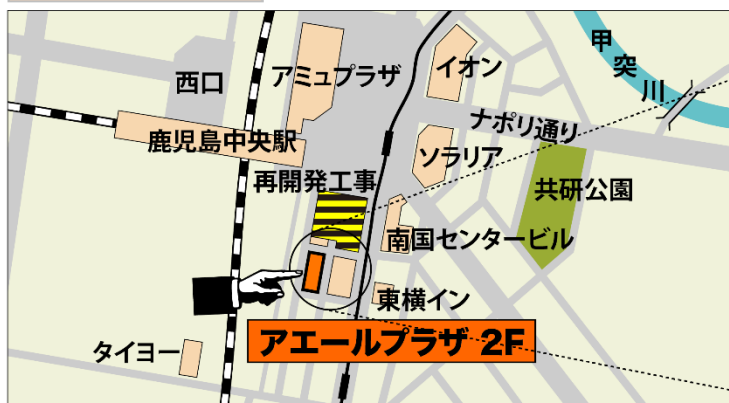 甲突川
西口
アミュプラザ
イオン
ナポリ通り
鹿児島中央駅
ソラリア
再開発工事
共研公園
南国センタービル
東横イン
アエールプラザ 2F
タイヨー